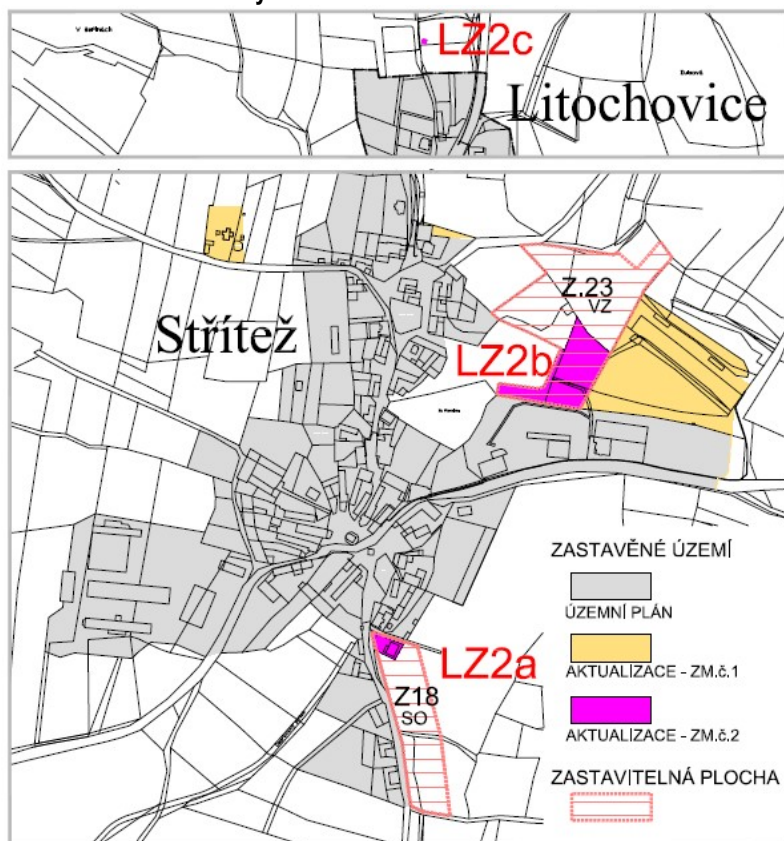 LZ2c
Litochovice
Střítež
Z.23
VZ
LZ2b
LZ2a
Z18
SO
ZASTAVĚNÉ ÚZEMÍ
ÚZEMNÍ PLÁN
AKTUALIZACE - ZM.č.1
AKTUALIZACE - ZM.č.2
ZASTAVITELNÁ PLOCHA